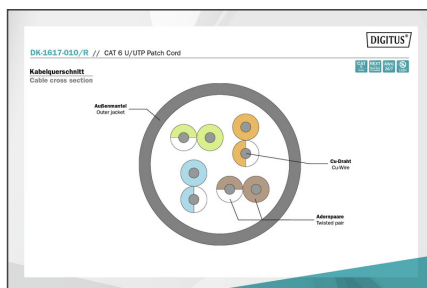 DIGITUS®
DK-1617-010/R // CAT 6 U/UTP Patch Cord
Kabelquerschnitt
Cable cross section
Außenmantel
Outer jacket
Cu-Draht
Cu-Wire
Aderpaare
Twisted pair